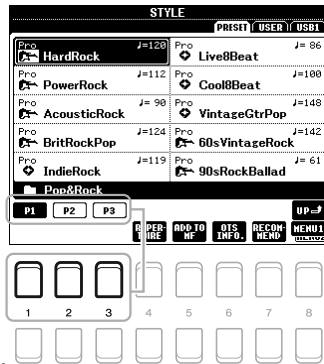 STYLE
PRESET USER USB1
Pro HardRock ♩=120
Pro Live8Beat ♩= 86
Pro PowerRock ♩=112
Pro Cool8Beat ♩=100
Pro AcousticRock ♩= 90
Pro VintageGtrPop ♩=148
Pro BritRockPop ♩=124
Pro 60sVintageRock ♩=142
Pro IndieRock ♩=119
Pro 90sRockBallad ♩= 61
Pop&Rock
P1 P2 P3 UP
REPERTOIRE ADD TO MF OTS INFO. RECOM-MEND MENU1
1 2 3 4 5 6 7 8